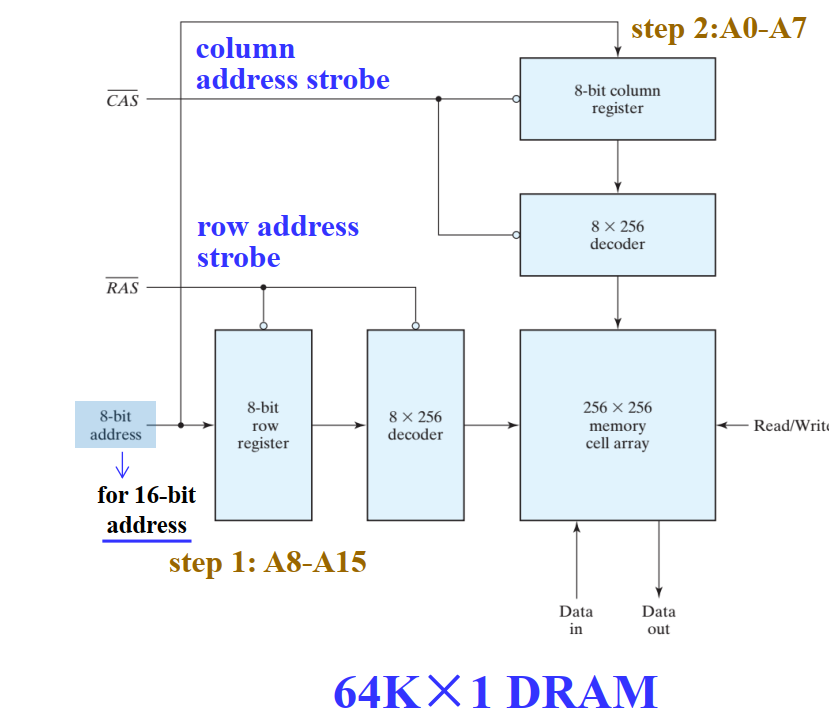 step 2:A0-A7
column
address strobe
CAS
8-bit column
register
row address
strobe
8 × 256
decoder
RAS
8-bit
address
8-bit
row
register
8 × 256
decoder
256 × 256
memory
cell array
Read/Write
for 16-bit
address
step 1: A8-A15
Data
in
Data
out
64K×1 DRAM